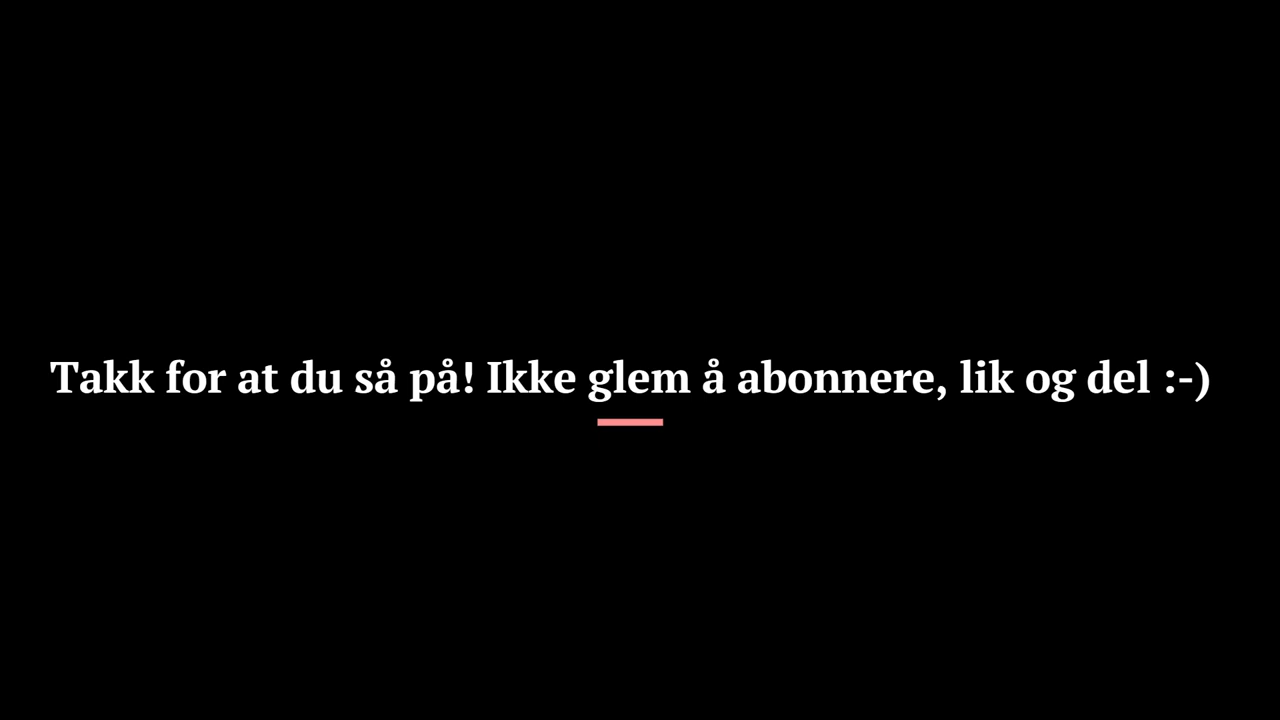 Takk for at du så på! Ikke glem å abonnere, lik og del :-)